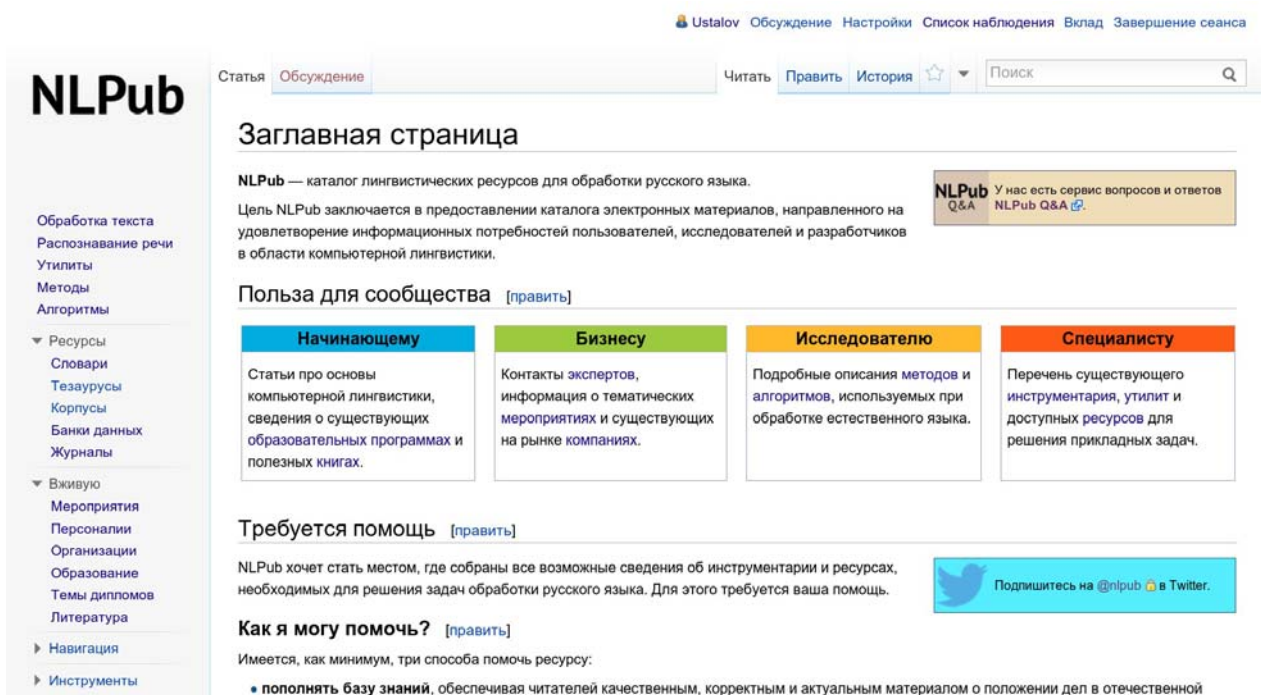 Ustalov Обсуждение Настройки Список наблюдения Вклад Завершение сеанса
NLPub
Статья Обсуждение
Читать Править История
Поиск
Заглавная страница
NLPub — каталог лингвистических ресурсов для обработки русского языка.
Цель NLPub заключается в предоставлении каталога электронных материалов, направленного на
удовлетворение информационных потребностей пользователей, исследователей и разработчиков
в области компьютерной лингвистики.
NLPub
Q&A
У нас есть сервис вопросов и ответов
NLPub Q&A.
Обработка текста
Распознавание речи
Утилиты
Методы
Алгоритмы
Ресурсы
Словари
Тезаурусы
Корпусы
Банки данных
Журналы
Вживую
Мероприятия
Персоналии
Организации
Образование
Темы дипломов
Литература
Навигация
Инструменты
Польза для сообщества [править]
Начинающему
Статьи про основы
компьютерной лингвистики,
сведения о существующих
образовательных программах и
полезных книгах.
Бизнесу
Контакты экспертов,
информация о тематических
мероприятиях и существующих
на рынке компаниях.
Исследователю
Подробные описания методов и
алгоритмов, используемых при
обработке естественного языка.
Специалисту
Перечень существующего
инструментария, утилит и
доступных ресурсов для
решения прикладных задач.
Требуется помощь [править]
NLPub хочет стать местом, где собраны все возможные сведения об инструментарии и ресурсах,
необходимых для решения задач обработки русского языка. Для этого требуется ваша помощь.
Подпишитесь на @nlpub в Twitter.
Как я могу помочь? [править]
Имеется, как минимум, три способа помочь ресурсу:
• пополнять базу знаний, обеспечивая читателей качественным, корректным и актуальным материалом о положении дел в отечественной